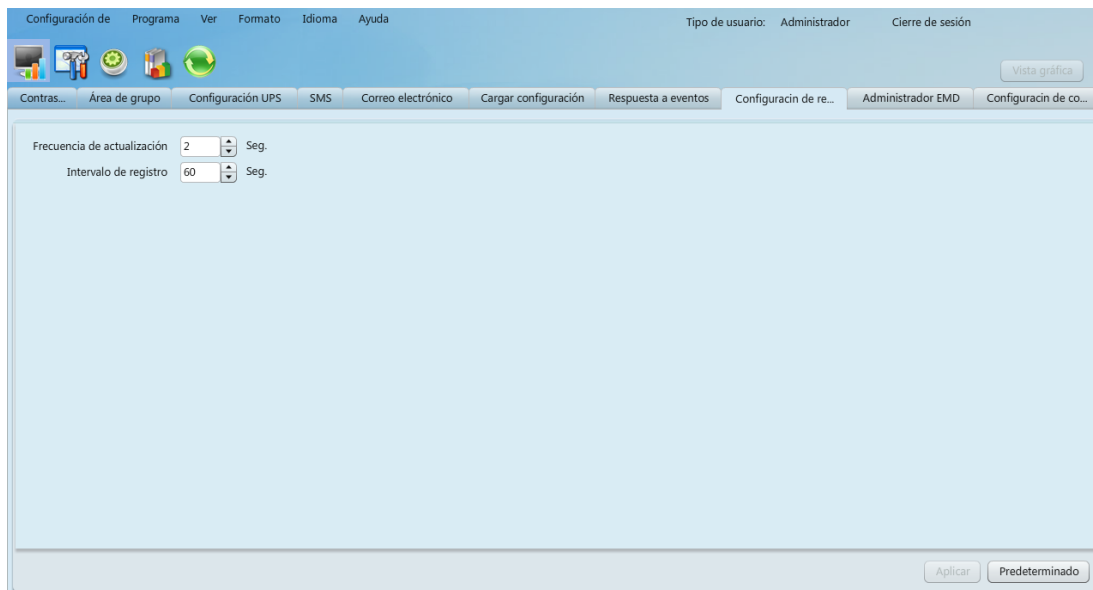 Configuración de Programa Ver Formato Idioma Ayuda Tipo de usuario: Administrador Cierre de sesión
Vista gráfica
Contras... Área de grupo Configuración UPS SMS Correo electrónico Cargar configuración Respuesta a eventos Configuracin de re... Administrador EMD Configuracin de co...
Frecuencia de actualización 2 Seg.
Intervalo de registro 60 Seg.
Aplicar Predeterminado